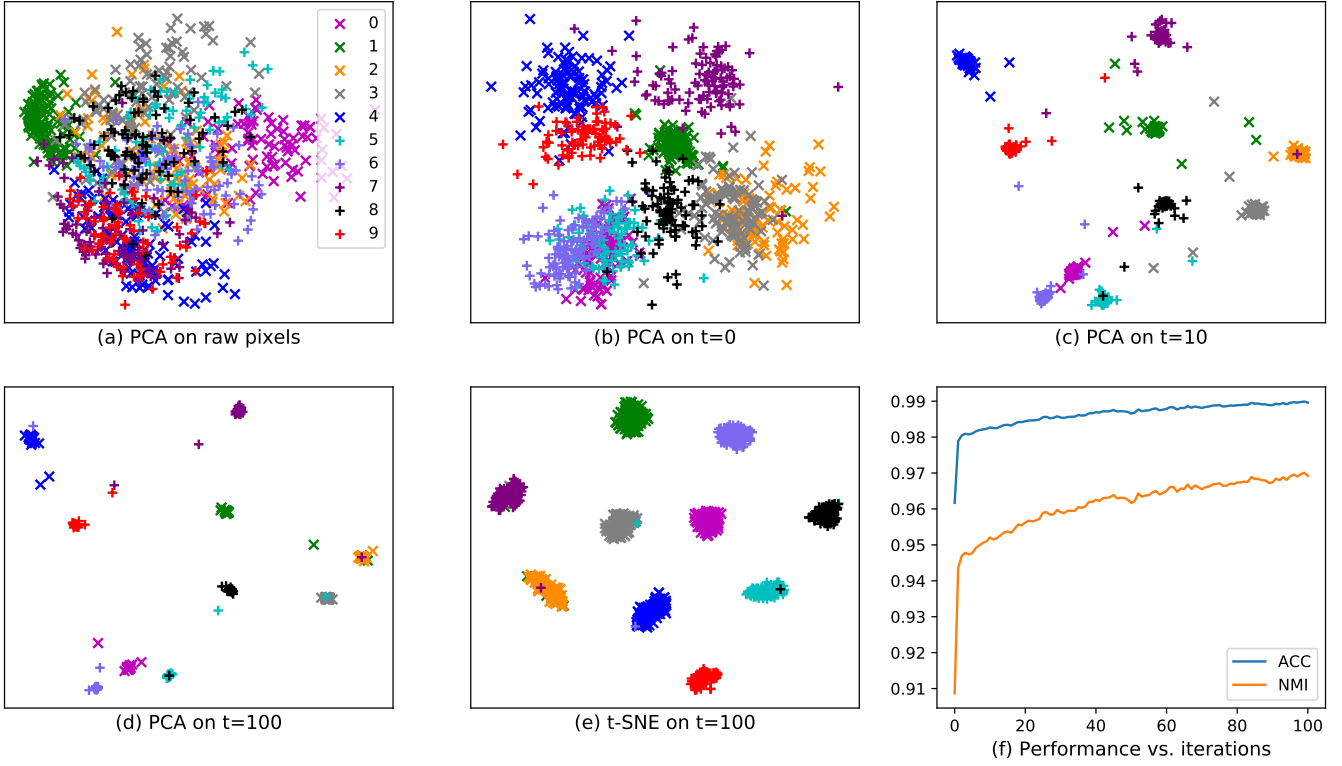 0
1
2
3
4
5
6
7
8
9
(a) PCA on raw pixels
(b) PCA on t=0
(c) PCA on t=10
(d) PCA on t=100
(e) t-SNE on t=100
0.99
0.98
0.97
0.96
0.95
0.94
0.93
0.92
0.91
ACC
NMI
0 20 40 60 80 100
(f) Performance vs. iterations